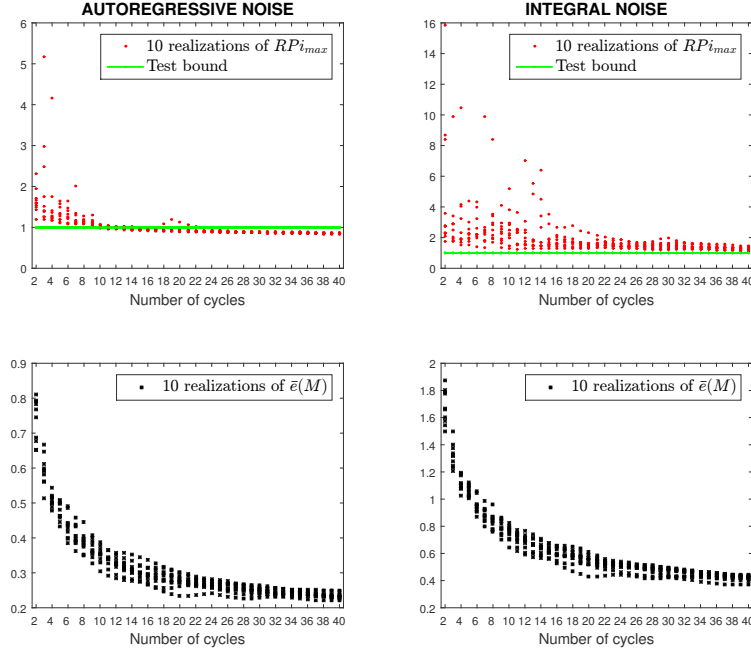 AUTOREGRESSIVE NOISE
6
5
4
3
2
1
0
10 realizations of RPi_max
Test bound
2 4 6 8 10 12 14 16 18 20 22 24 26 28 30 32 34 36 38 40
Number of cycles
INTEGRAL NOISE
16
14
12
10
8
6
4
2
0
10 realizations of RPi_max
Test bound
2 4 6 8 10 12 14 16 18 20 22 24 26 28 30 32 34 36 38 40
Number of cycles
0.9
0.8
0.7
0.6
0.5
0.4
0.3
0.2
10 realizations of ē(M)
2 4 6 8 10 12 14 16 18 20 22 24 26 28 30 32 34 36 38 40
Number of cycles
2
1.8
1.6
1.4
1.2
1
0.8
0.6
0.4
0.2
10 realizations of ē(M)
2 4 6 8 10 12 14 16 18 20 22 24 26 28 30 32 34 36 38 40
Number of cycles